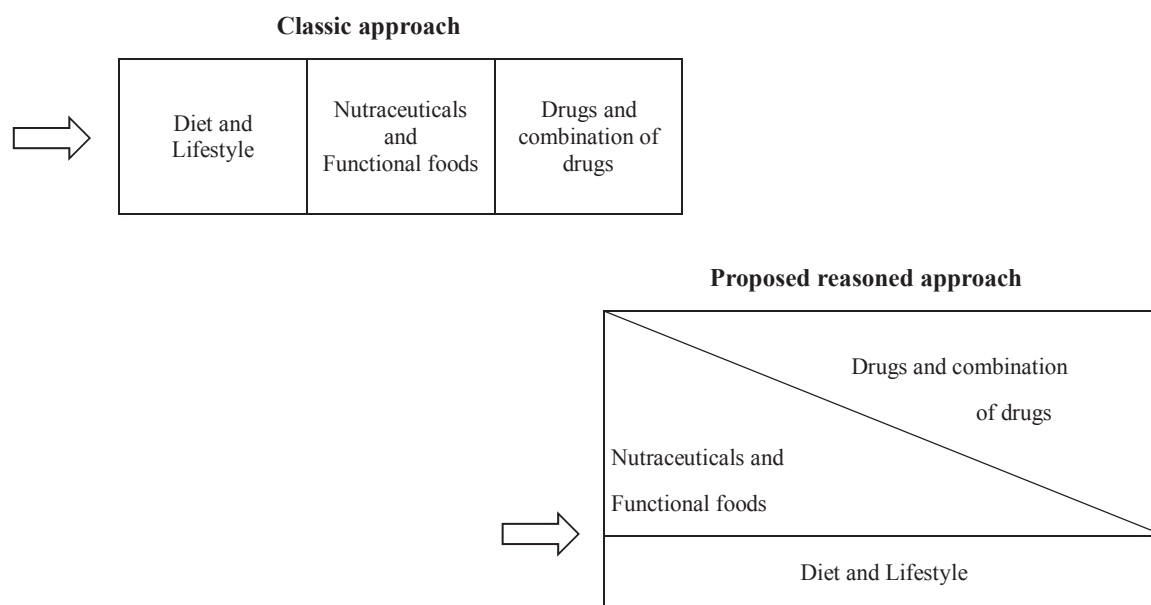 Classic approach
Diet and
Lifestyle
Nutraceuticals
and
Functional foods
Drugs and
combination of
drugs
Proposed reasoned approach
Drugs and combination
of drugs
Nutraceuticals and
Functional foods
Diet and Lifestyle